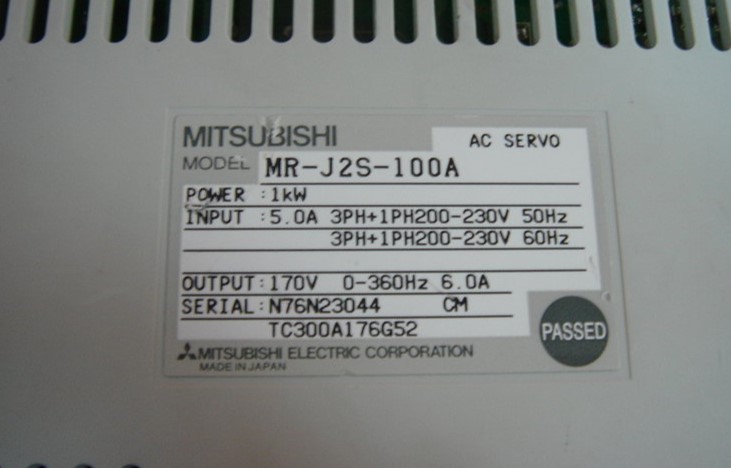 MITSUBISHI
AC SERVO
MODEL MR-J2S-100A
POWER :1kW
INPUT :5.0A 3PH+1PH200-230V 50Hz
3PH+1PH200-230V 60Hz
OUTPUT:170V 0-360Hz 6.0A
SERIAL:N76N23044 CM
TC300A176G52
PASSED
MITSUBISHI ELECTRIC CORPORATION
MADE IN JAPAN